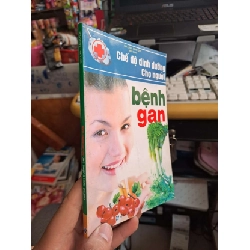 Chế độ dinh dưỡng
Cho người
bệnh
gan